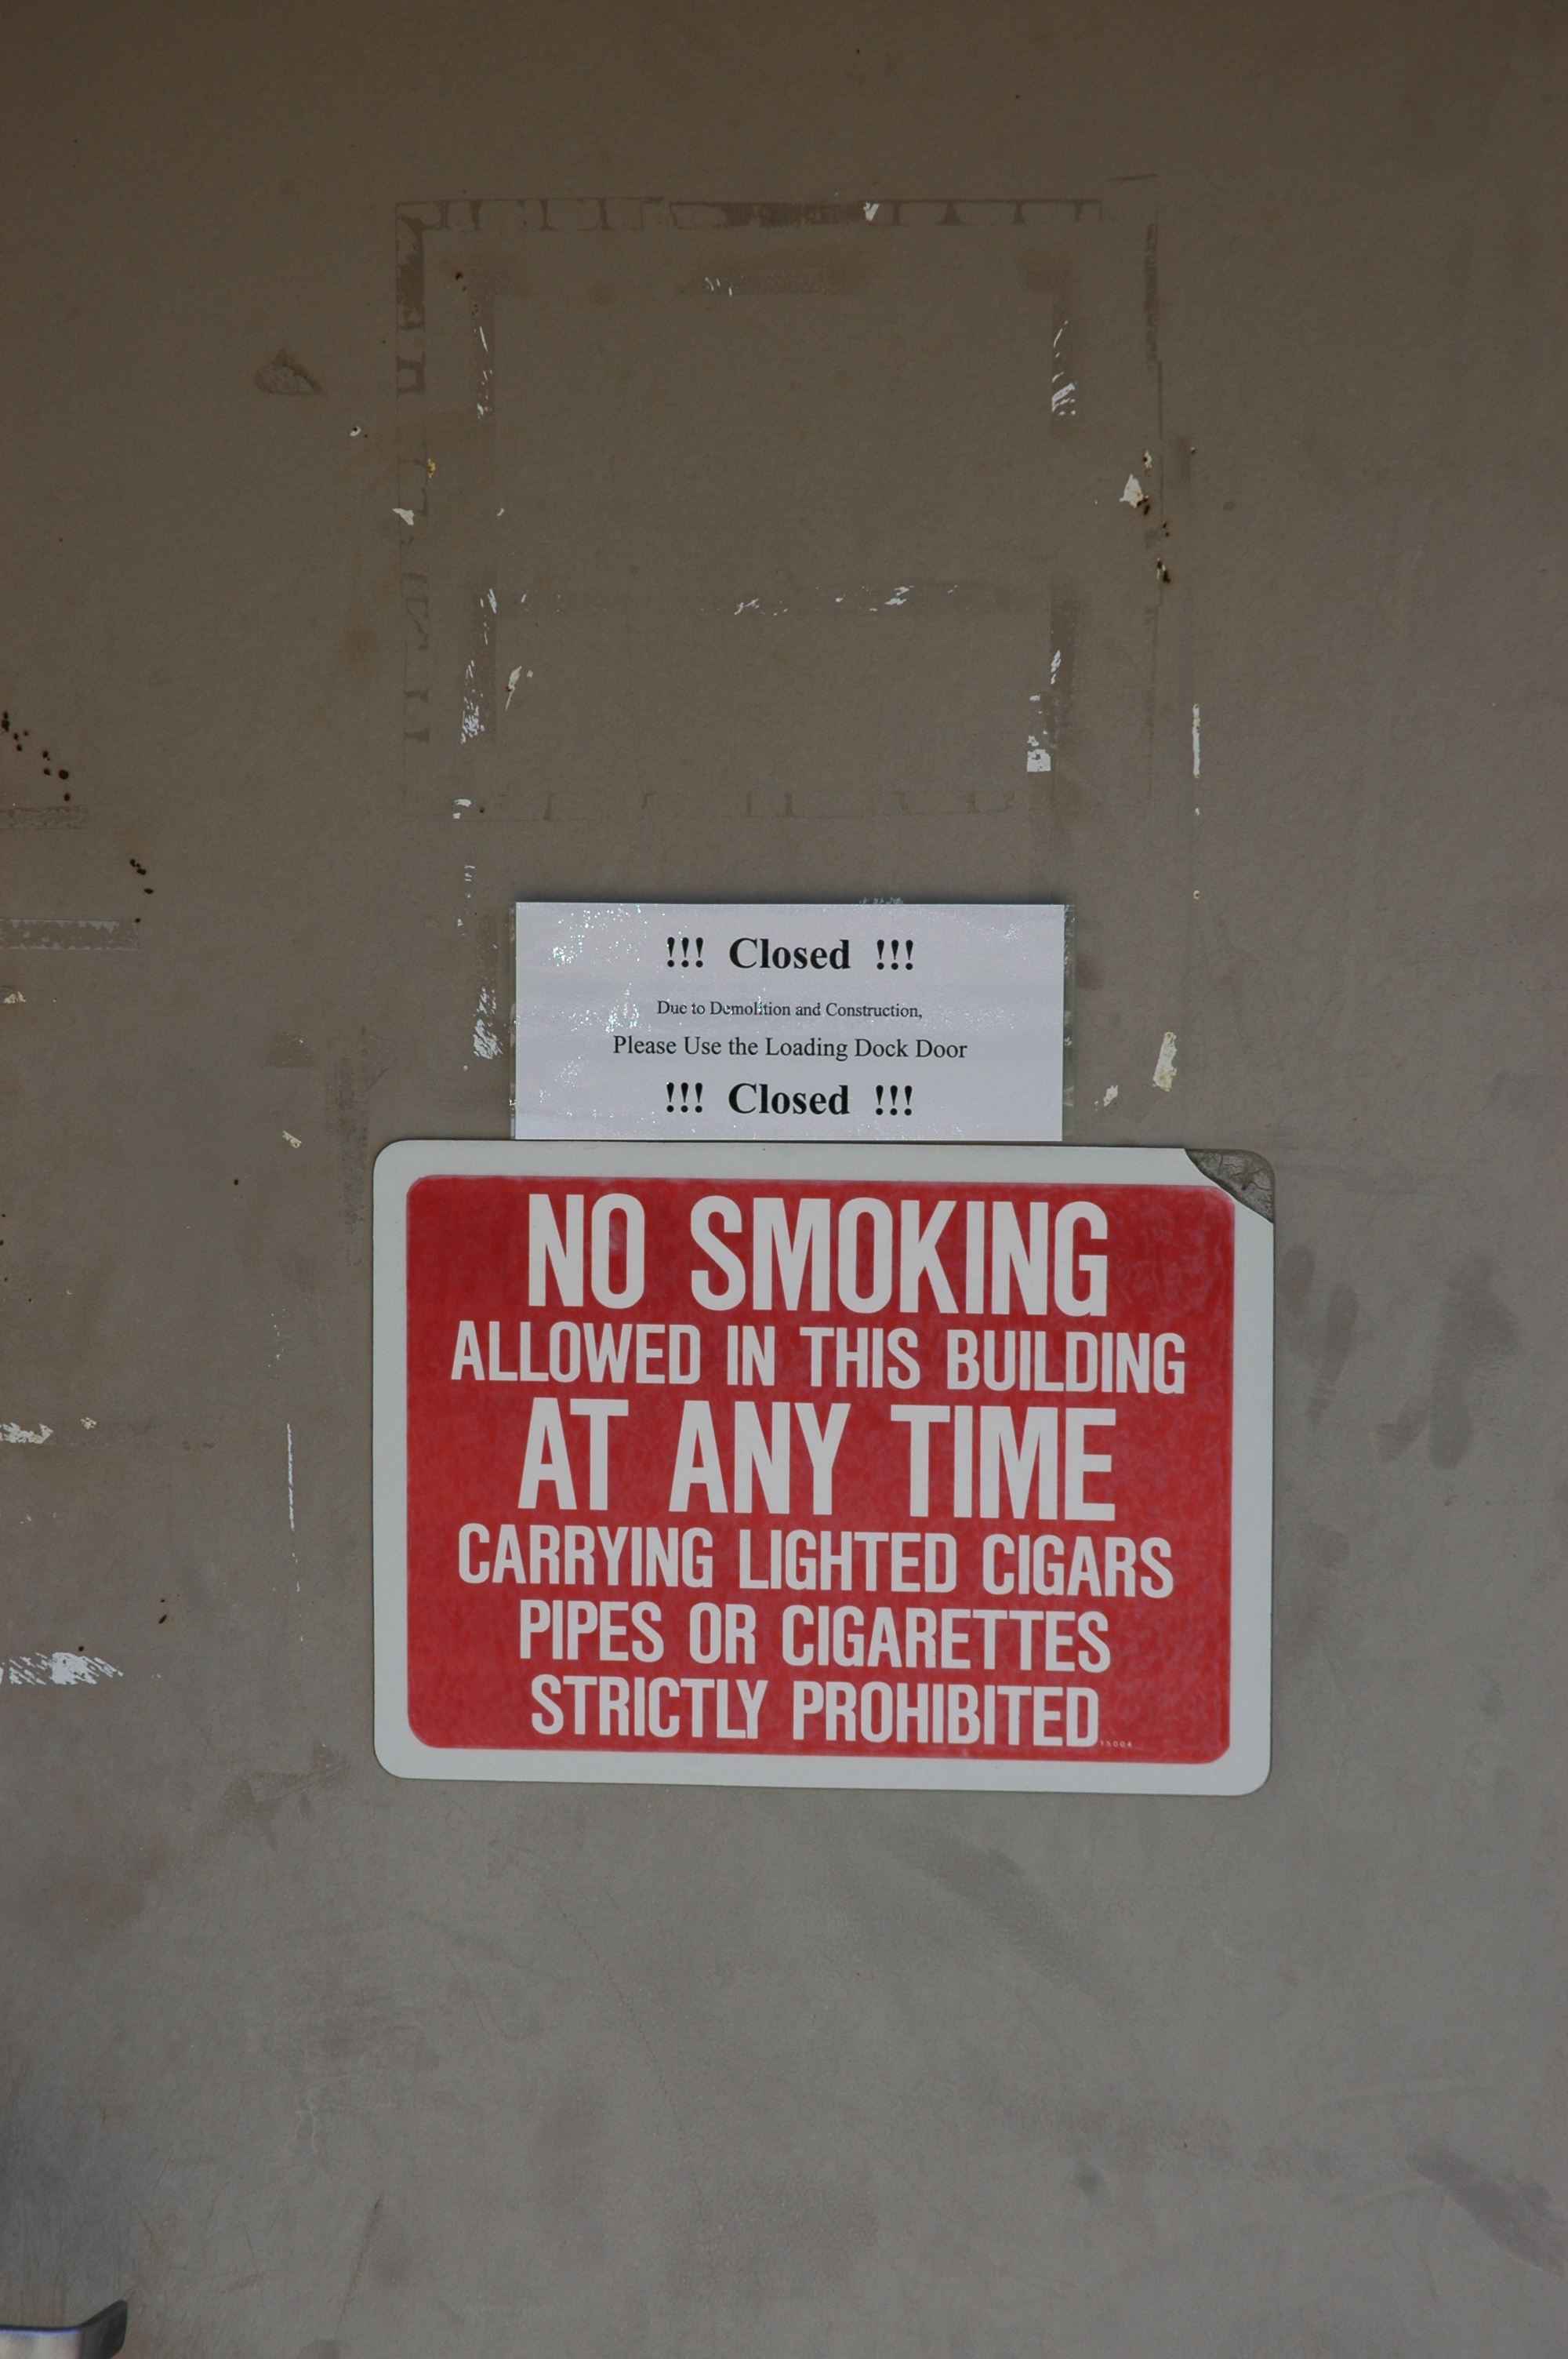 !!! Closed !!!
Due to Demolition and Construction,
Please Use the Loading Dock Door
!!! Closed !!!
NO SMOKING
ALLOWED IN THIS BUILDING
AT ANY TIME
CARRYING LIGHTED CIGARS
PIPES OR CIGARETTES
STRICTLY PROHIBITED